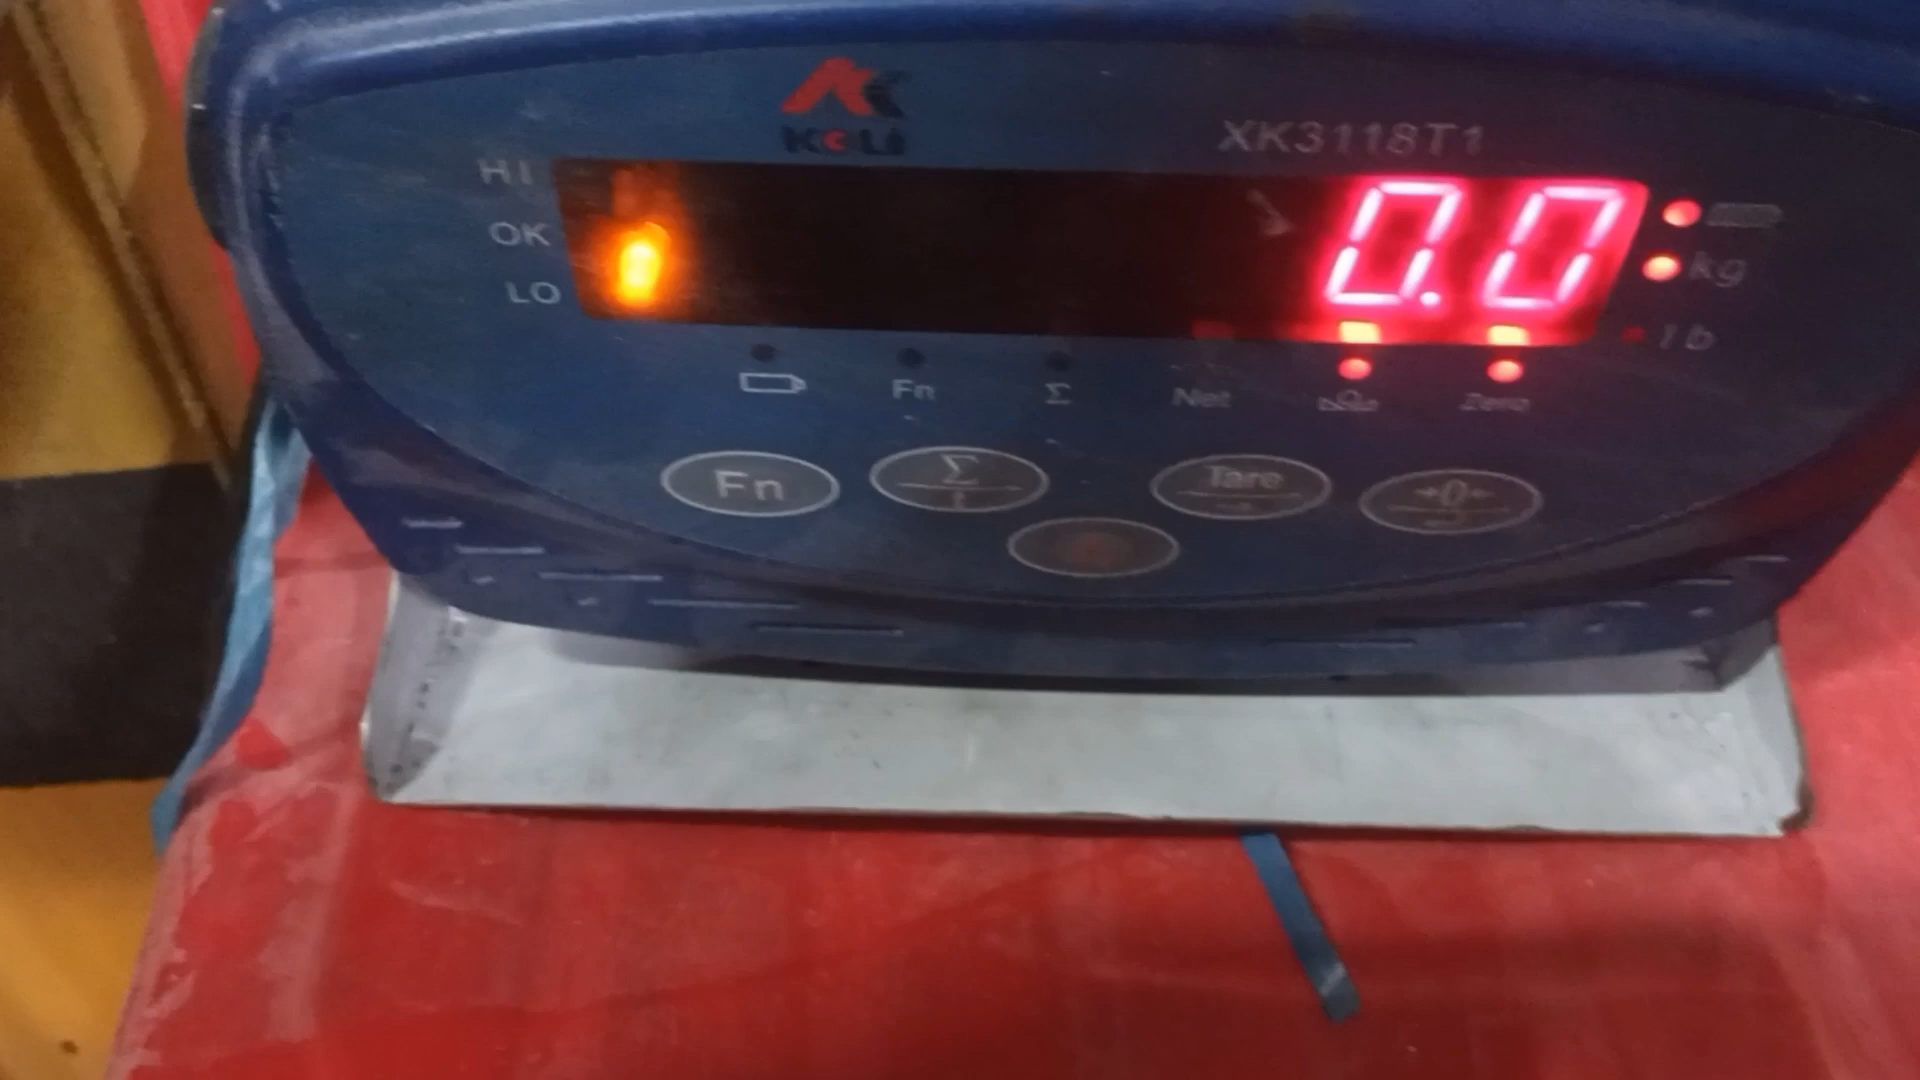 KELI
XK3118T1
HI
OK
LO
0.0
kg
lb
Fn
Σ
Net
Zero
Fn
Σ
Tare
→0←